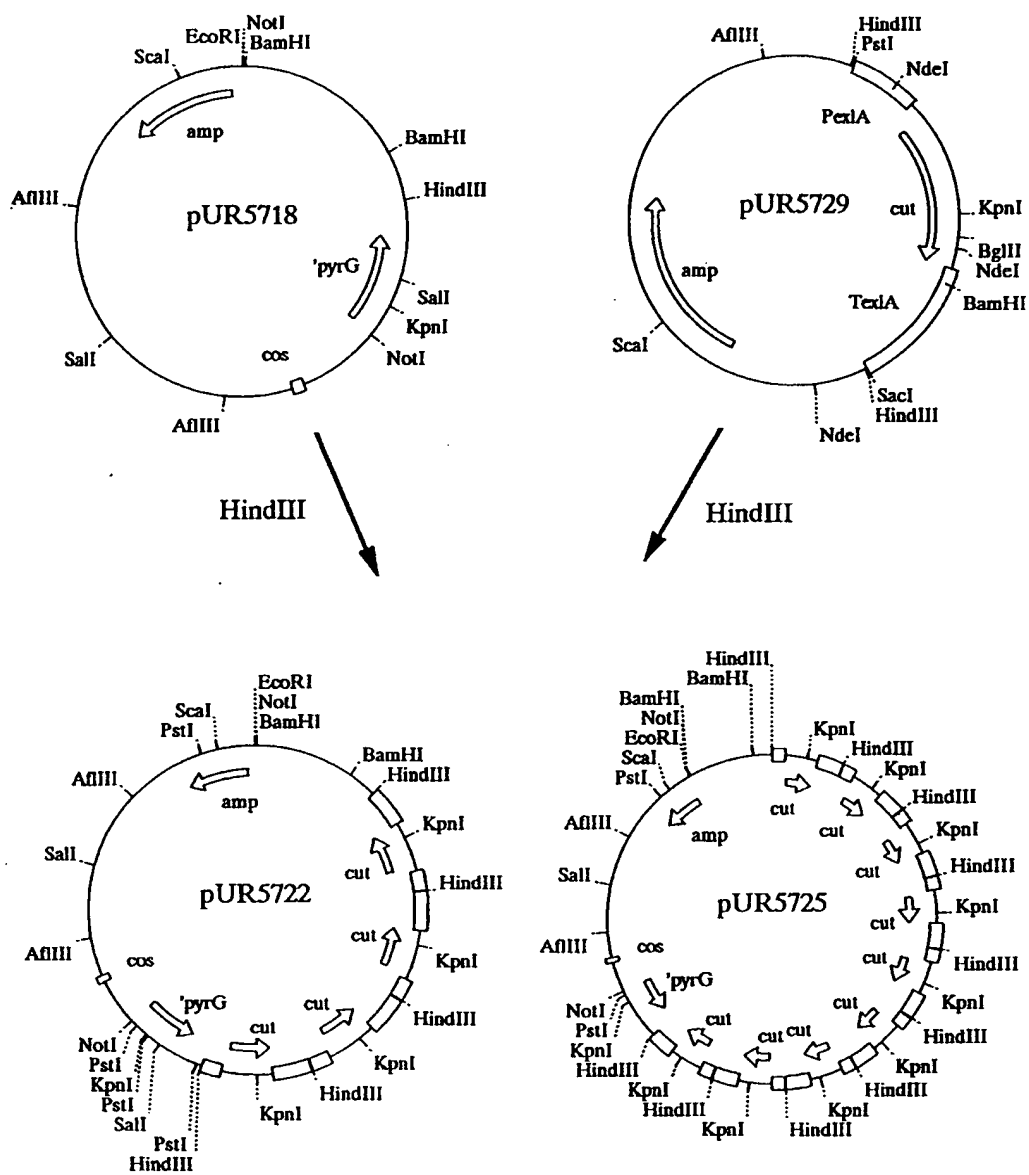 NotI
EcoRI
BamHI
ScaI
amp
BamHI
HindIII
AflIII
pUR5718
'pyrG
SalI
KpnI
NotI
SalI
cos
AflIII
HindIII
AflIII
PstI
NdeI
PexlA
pUR5729
cut
KpnI
BglII
NdeI
amp
TexlA
BamHI
ScaI
SacI
HindIII
NdeI
HindIII
HindIII
EcoRI
NotI
ScaI
BamHI
PstI
BamHI
HindIII
AflIII
amp
KpnI
cut
SalI
HindIII
pUR5722
cut
AflIII
KpnI
cos
'pyrG
cut
cut
HindIII
NotI
PstI
KpnI
PstI
SalI
KpnI
HindIII
KpnI
PstI
HindIII
HindIII
BamHI
BamHI
NotI
EcoRI
ScaI
PstI
KpnI
HindIII
KpnI
HindIII
cut
cut
amp
KpnI
AflIII
cut
HindIII
SalI
cut
KpnI
pUR5725
AflIII
cut
HindIII
cos
KpnI
'pyrG
cut
cut
cut
cut
HindIII
NotI
PstI
KpnI
HindIII
KpnI
HindIII
KpnI
HindIII
KpnI
KpnI
HindIII